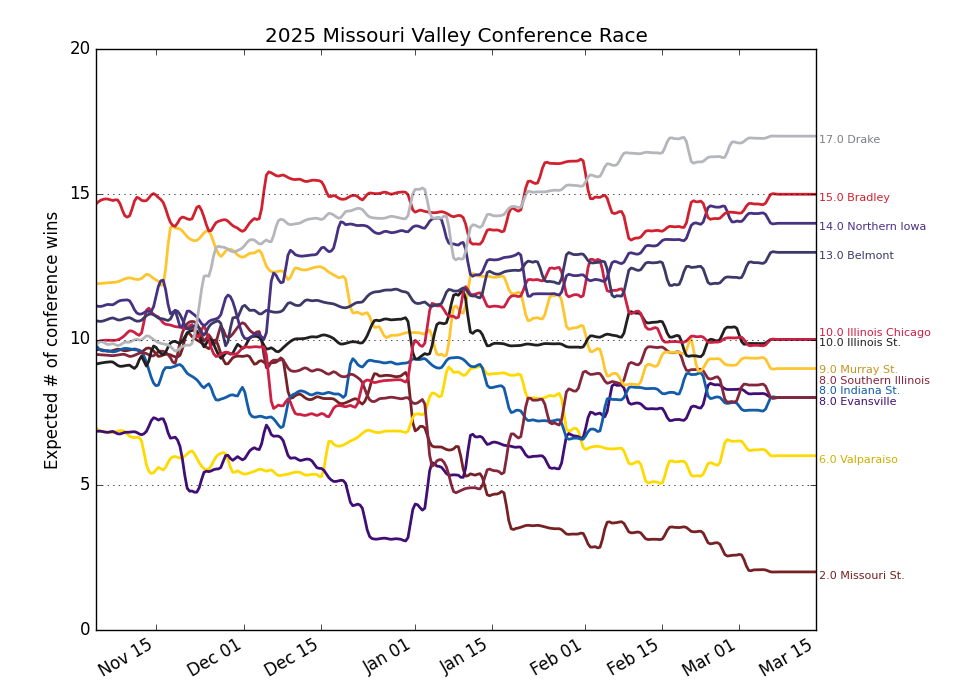 2025 Missouri Valley Conference Race
Expected # of conference wins
20
15
10
5
0
17.0 Drake
15.0 Bradley
14.0 Northern Iowa
13.0 Belmont
10.0 Illinois Chicago
10.0 Illinois St.
9.0 Murray St.
8.0 Southern Illinois
8.0 Indiana St.
8.0 Evansville
6.0 Valparaiso
2.0 Missouri St.
Nov 15
Dec 01
Dec 15
Jan 01
Jan 15
Feb 01
Feb 15
Mar 01
Mar 15